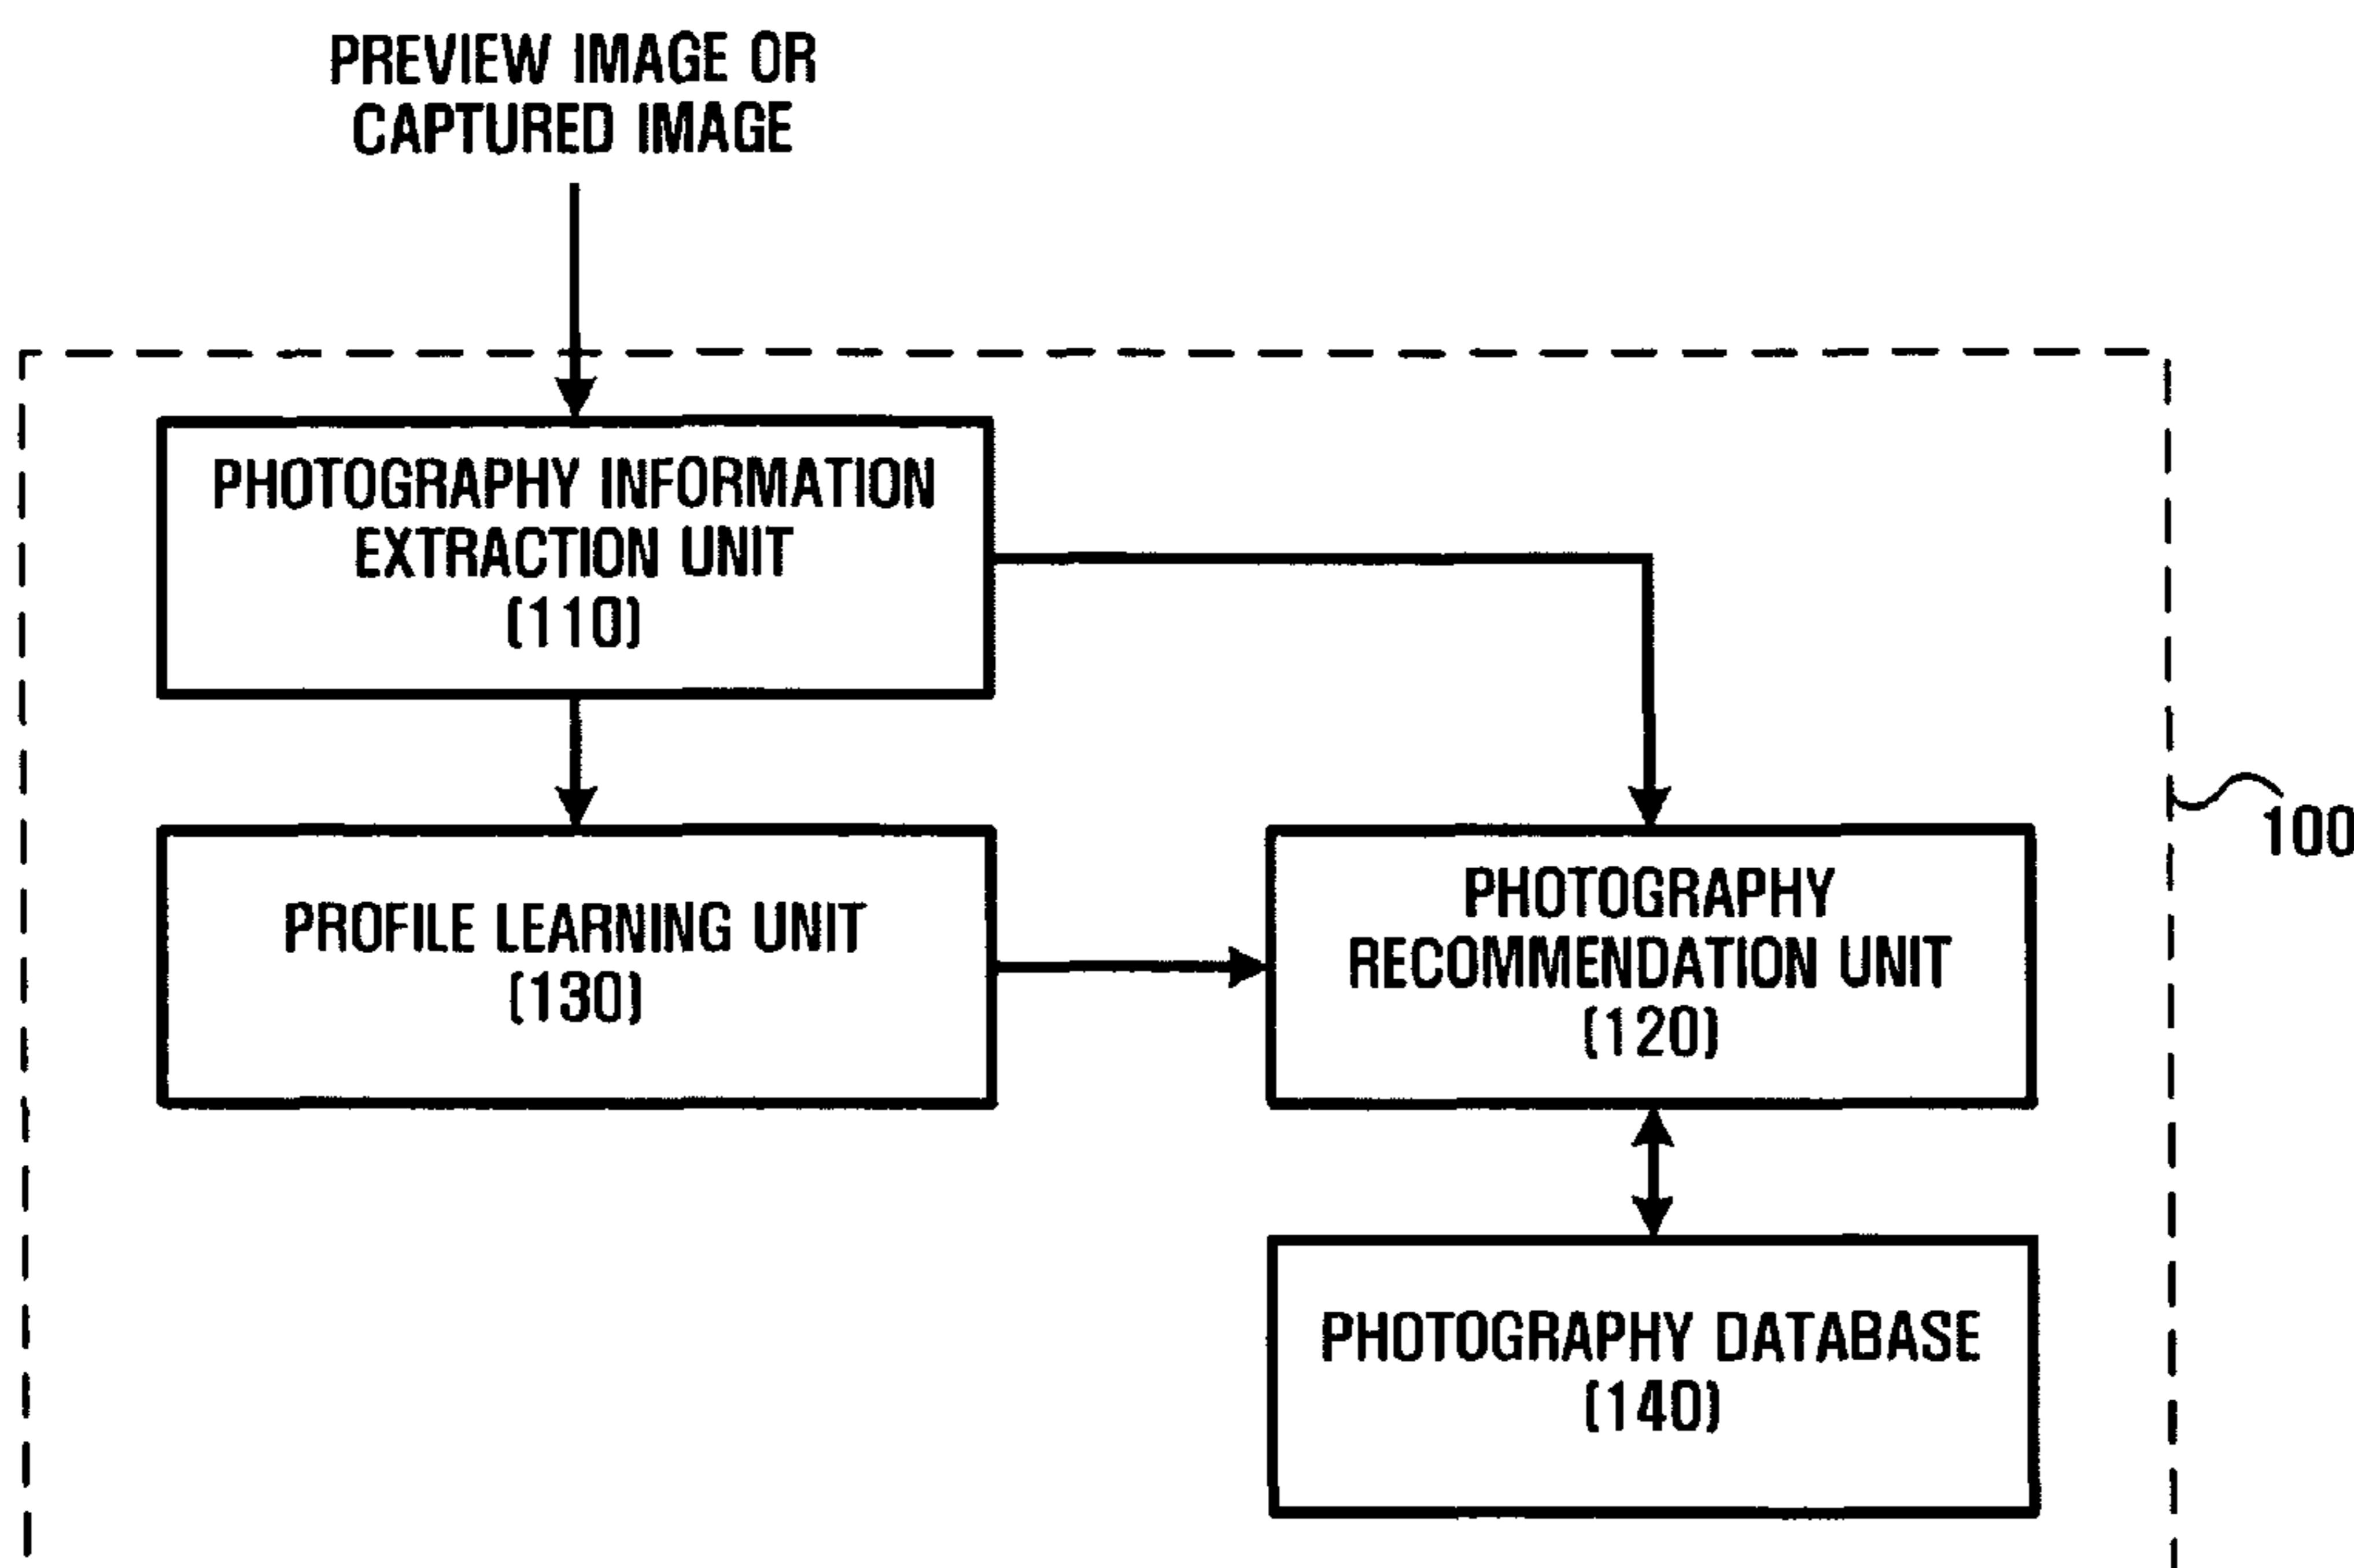 PREVIEW IMAGE OR
CAPTURED IMAGE
PHOTOGRAPHY INFORMATION
EXTRACTION UNIT
(110)
PROFILE LEARNING UNIT
(130)
PHOTOGRAPHY
RECOMMENDATION UNIT
(120)
100
PHOTOGRAPHY DATABASE
(140)